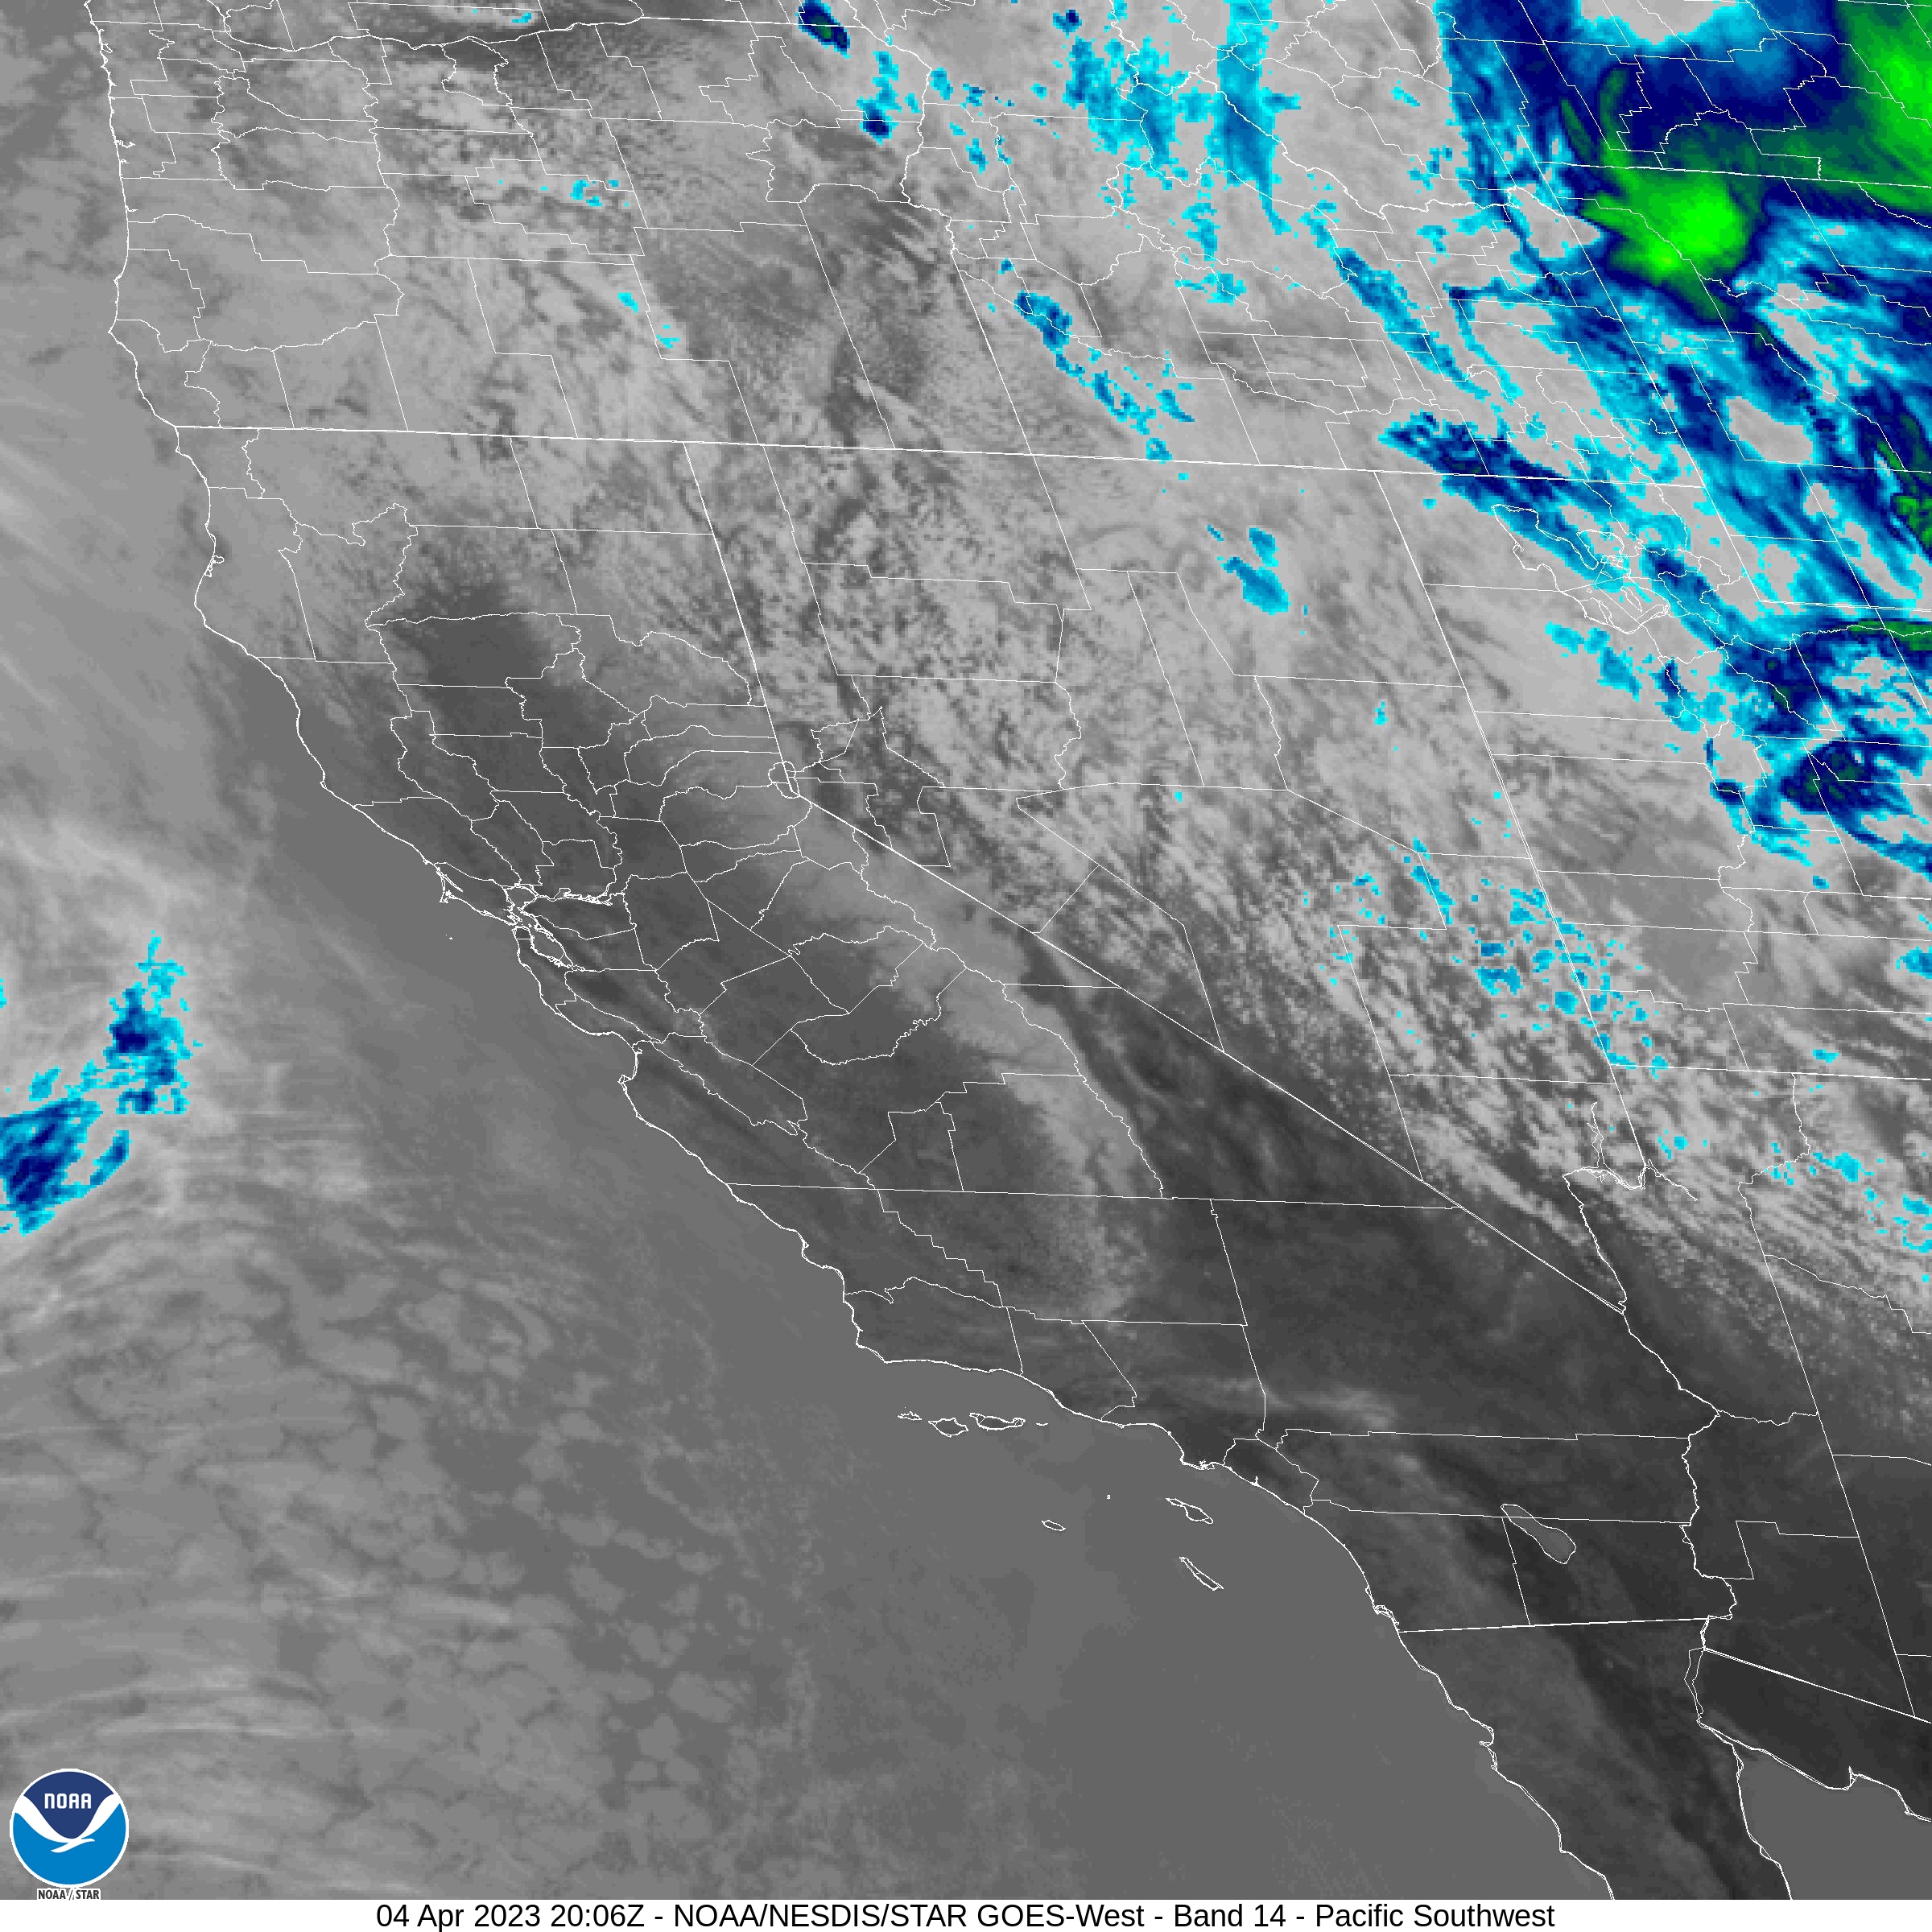 NOAA
NOAA / STAR
04 Apr 2023 20:06Z - NOAA/NESDIS/STAR GOES-West - Band 14 - Pacific Southwest